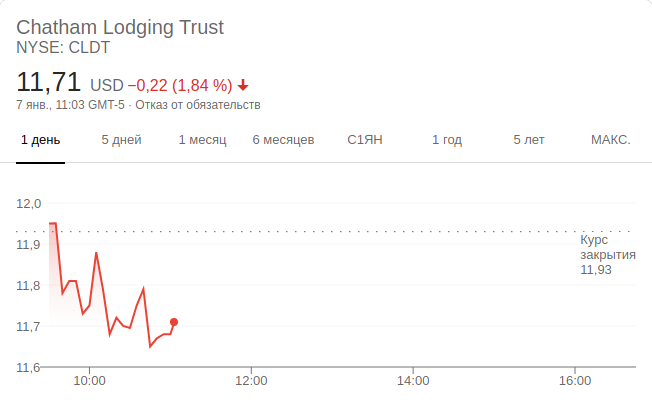 Chatham Lodging Trust
NYSE: CLDT
11,71 USD −0,22 (1,84 %)
7 янв., 11:03 GMT-5 · Отказ от обязательств
1 день 5 дней 1 месяц 6 месяцев С1ЯН 1 год 5 лет МАКС.
12,0
Курс
11,9
закрытия
11,93
11,8
11,7
11,6
10:00 12:00 14:00 16:00